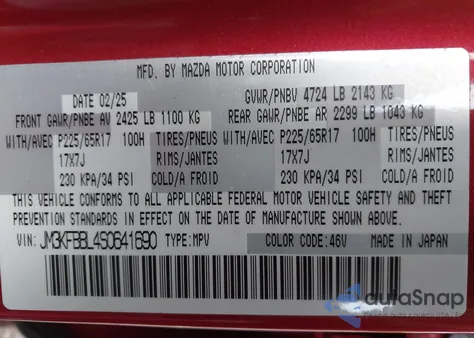 MFD. BY MAZDA MOTOR CORPORATION
DATE 02/25 GVWR/PNBV 4724 LB 2143 KG
FRONT GAWR/PNBE AV 2425 LB 1100 KG REAR GAWR/PNBE AR 2299 LB 1043 KG
WITH/AVEC P225/65R17 100H TIRES/PNEUS WITH/AVEC P225/65R17 100H TIRES/PNEUS
17X7J RIMS/JANTES 17X7J RIMS/JANTES
230 KPA/34 PSI COLD/A FROID 230 KPA/34 PSI COLD/A FROID
THIS VEHICLE CONFORMS TO ALL APPLICABLE FEDERAL MOTOR VEHICLE SAFETY AND THEFT
PREVENTION STANDARDS IN EFFECT ON THE DATE OF MANUFACTURE SHOWN ABOVE.
VIN: JM3KFBBL4S0641690 TYPE: MPV COLOR CODE: 46V MADE IN JAPAN
autaSnap